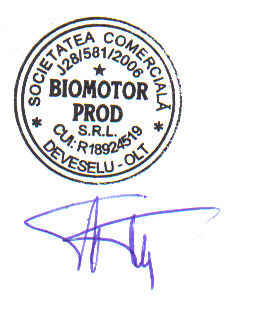 SOCIETATEA COMERCIALĂ
J28/581/2006
BIOMOTOR
PROD
S.R.L.
CUI: R18924519
DEVESELU - OLT